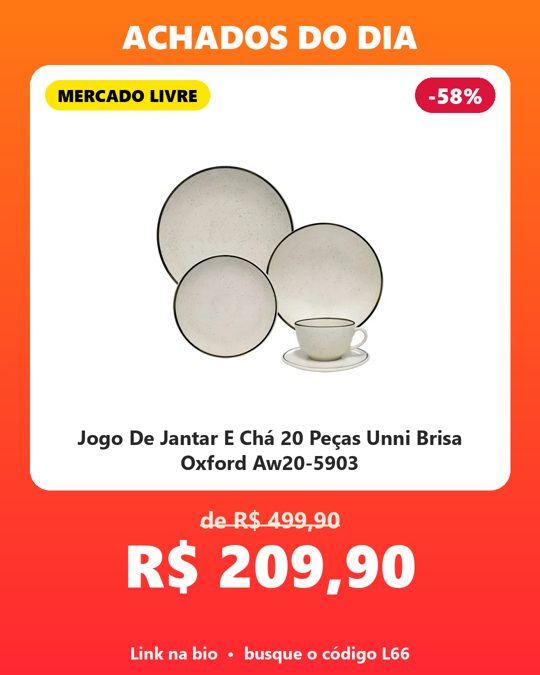 ACHADOS DO DIA
MERCADO LIVRE
-58%
Jogo De Jantar E Chá 20 Peças Unni Brisa
Oxford Aw20-5903
de R$ 499,90
R$ 209,90
Link na bio • busque o código L66